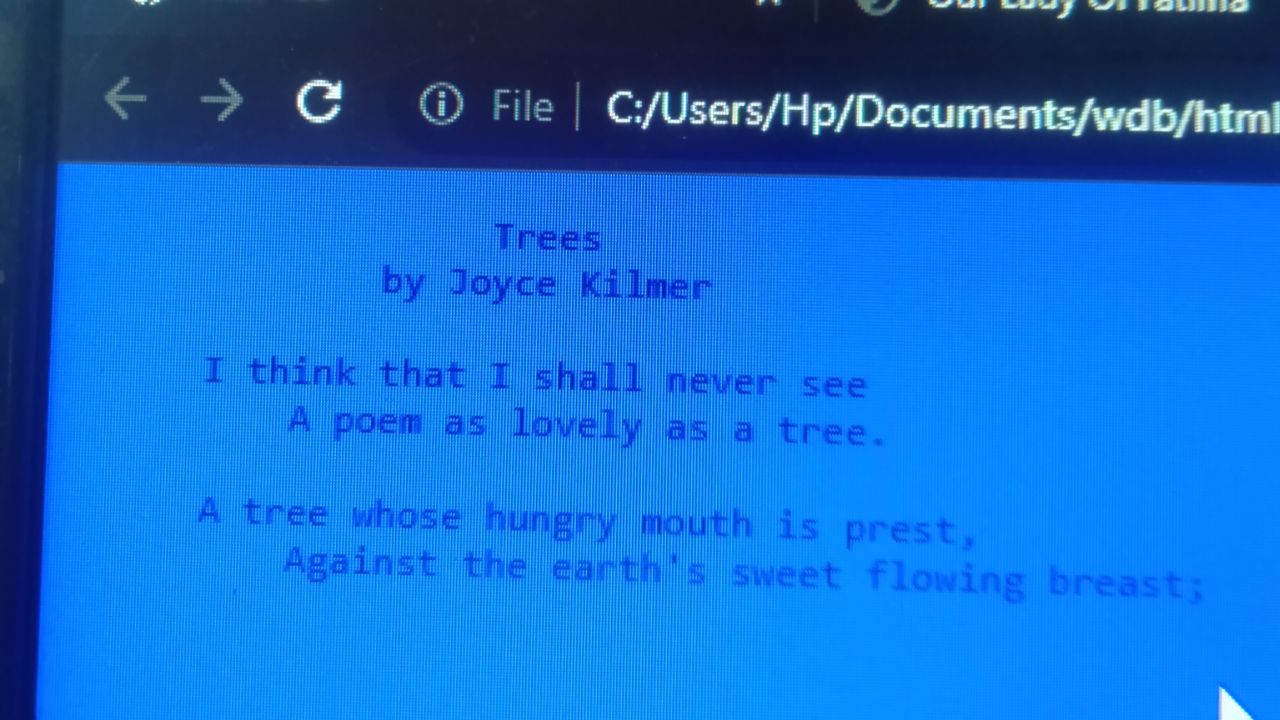 Our Lady Of Fatima
File C:/Users/Hp/Documents/wdb/html
Trees
by Joyce Kilmer
I think that I shall never see
A poem as lovely as a tree.
A tree whose hungry mouth is prest,
Against the earth's sweet flowing breast;